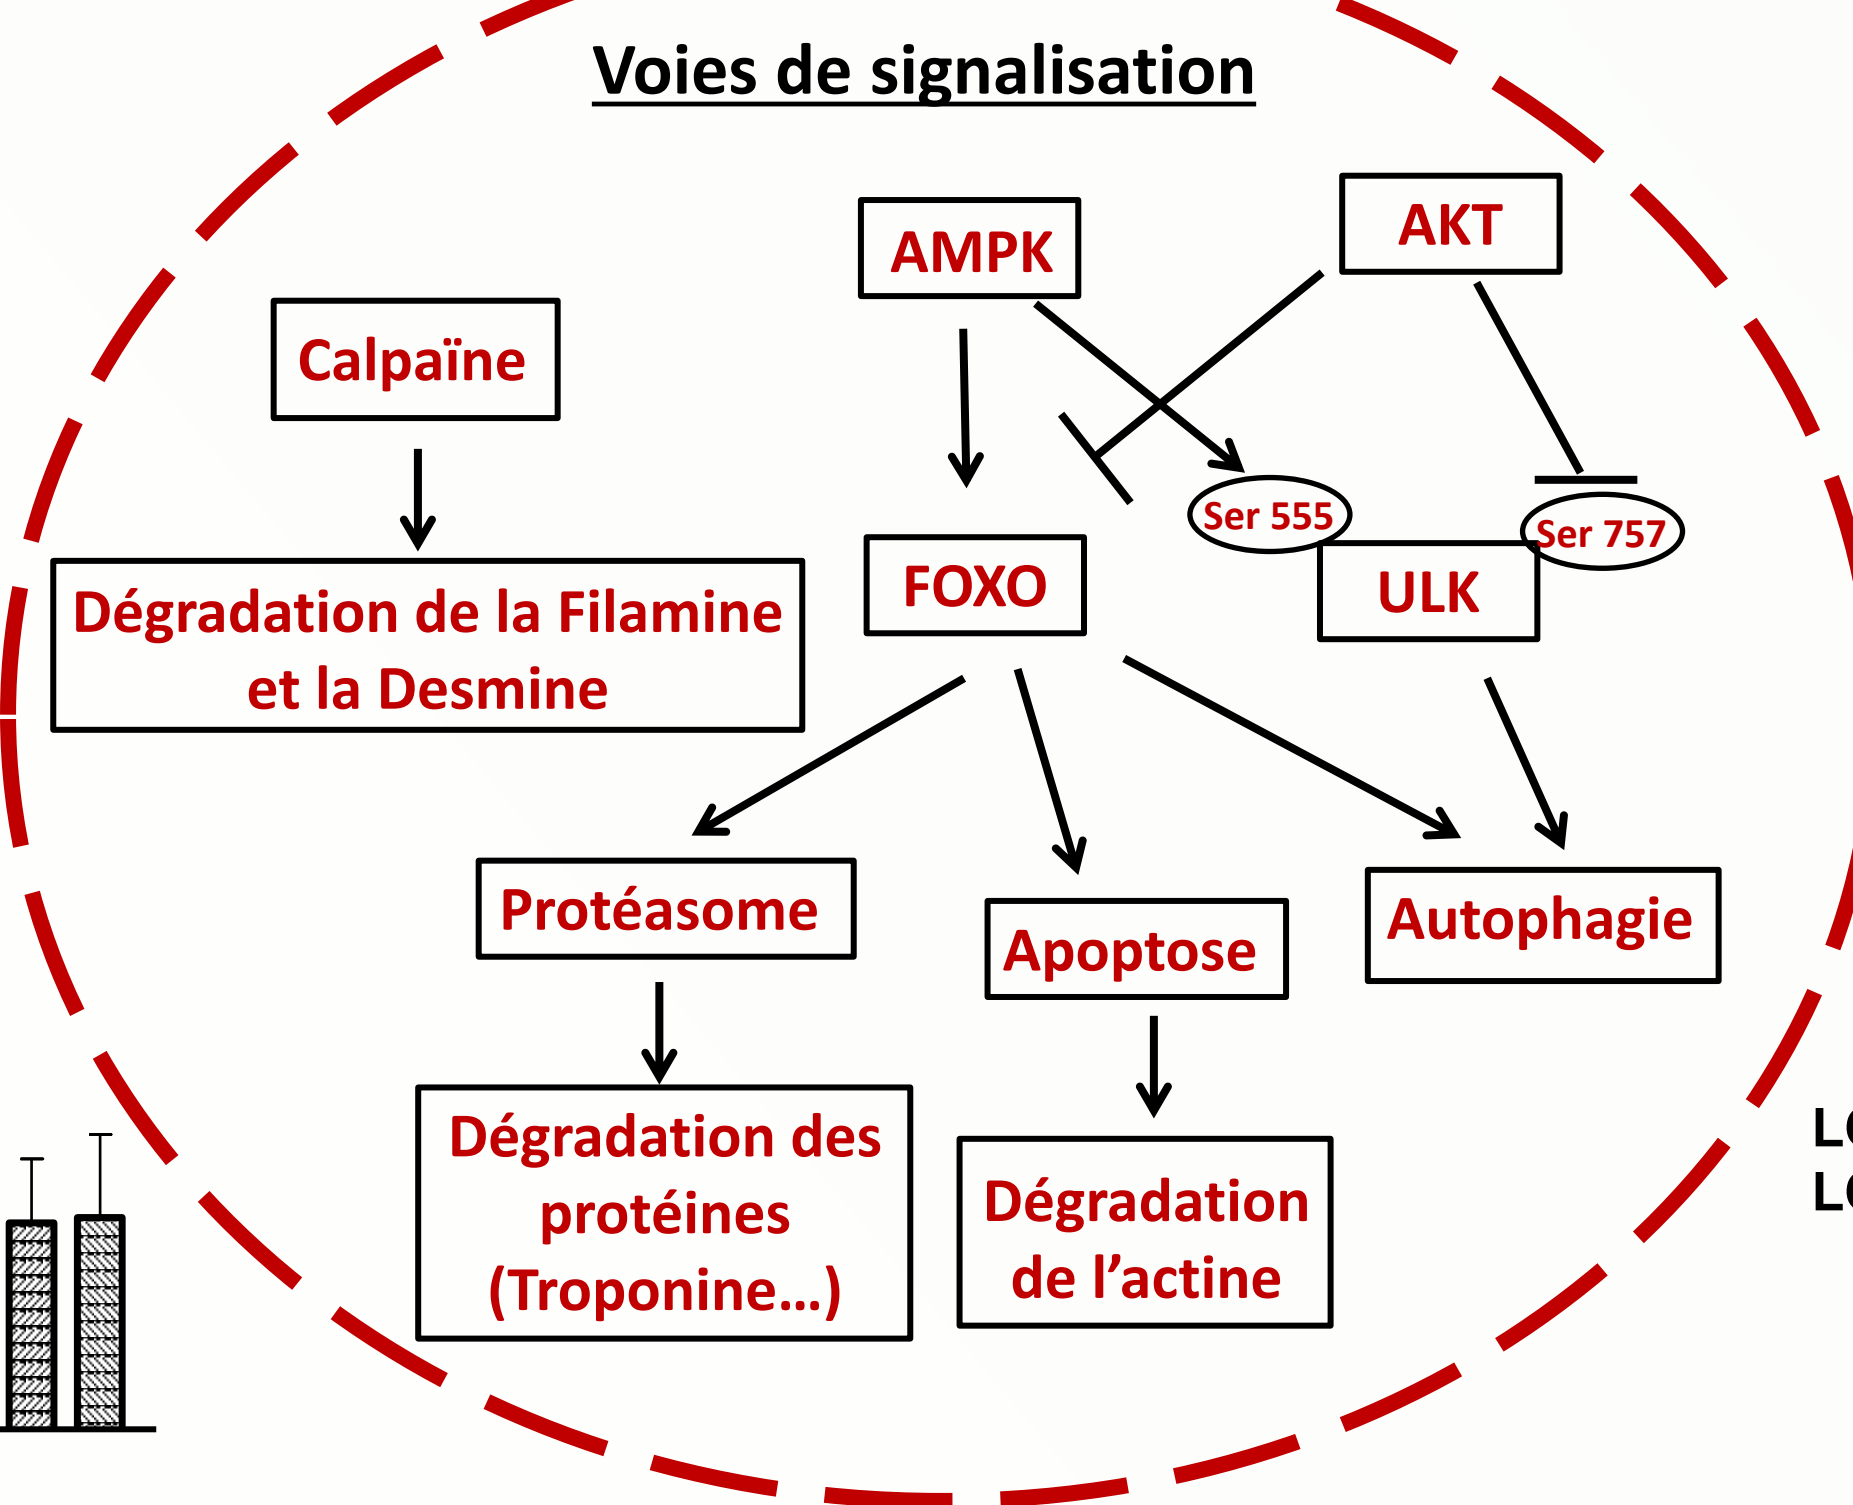 Voies de signalisation
AMPK
AKT
Calpaïne
Ser 555
Ser 757
Dégradation de la Filamine
et la Desmine
FOXO
ULK
Protéasome
Apoptose
Autophagie
Dégradation des
protéines
(Troponine...)
Dégradation
de l’actine